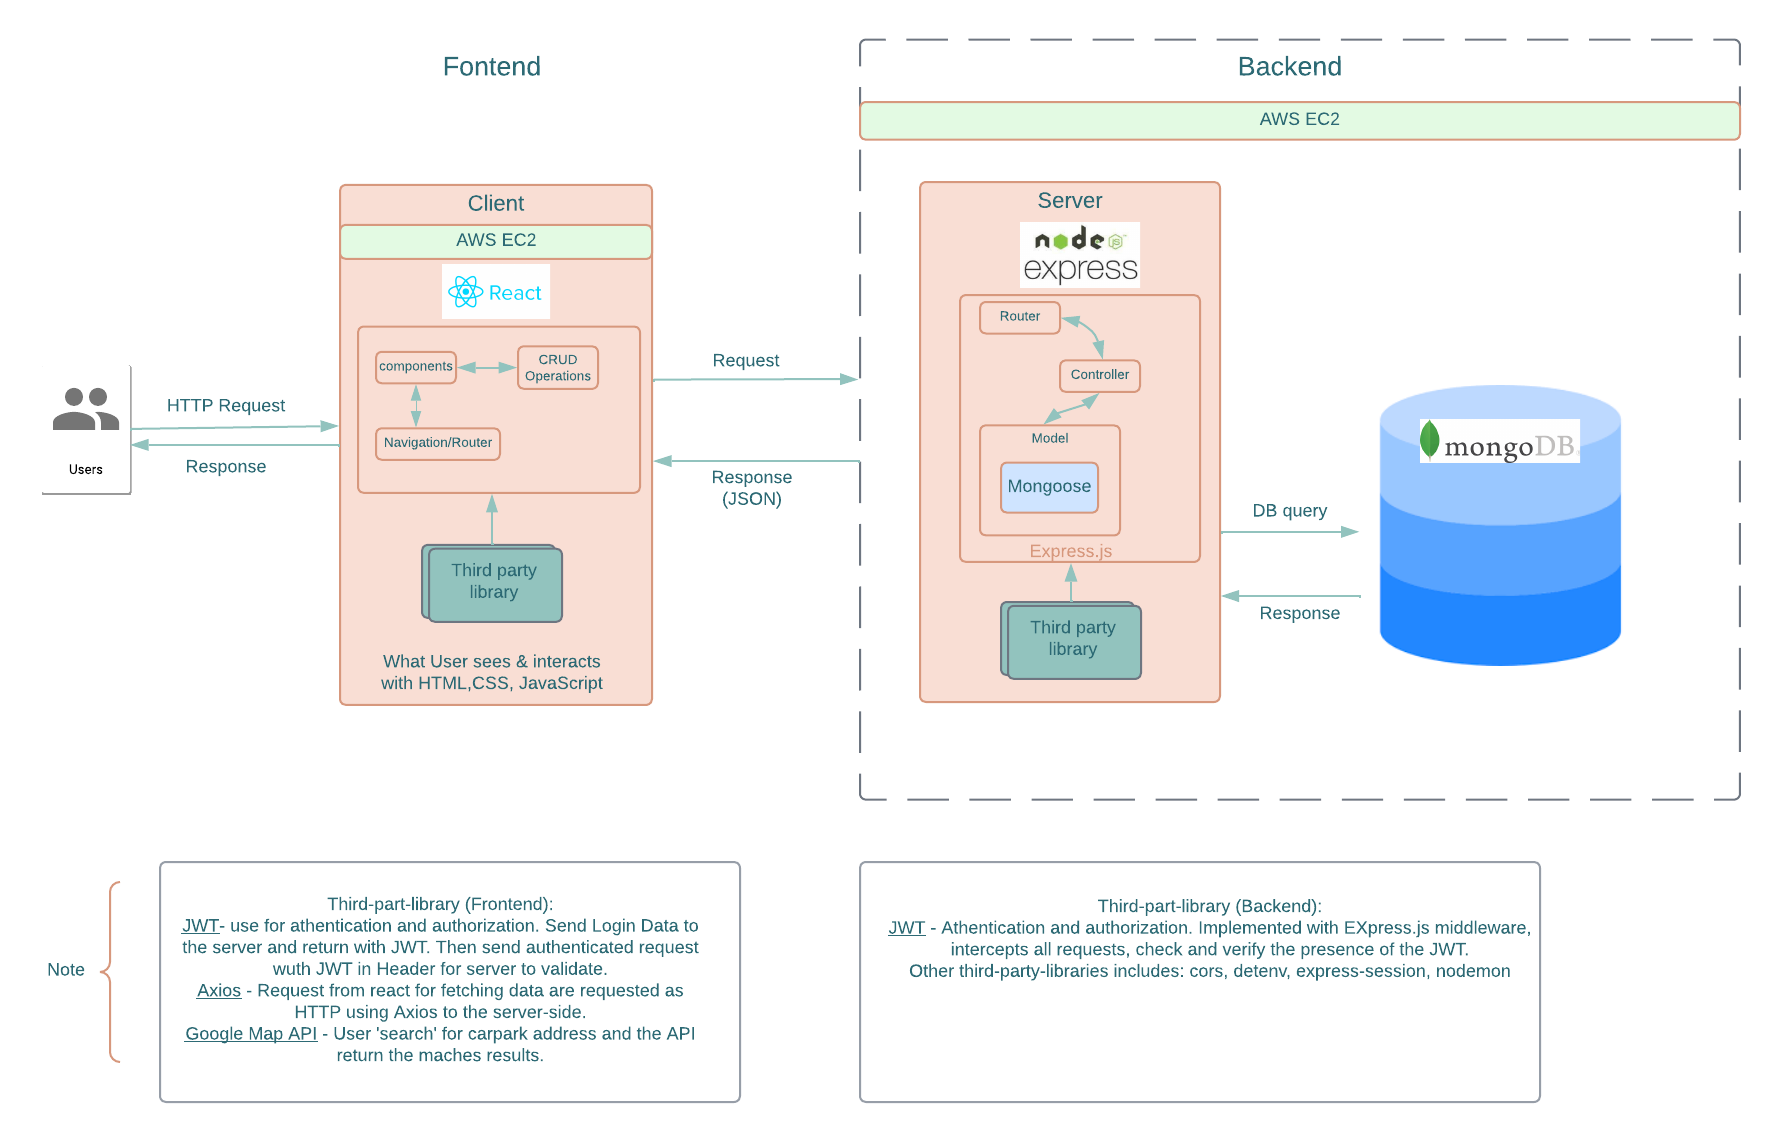 Fontend
Backend
AWS EC2
Client
AWS EC2
React
components
CRUD
Operations
Navigation/Router
Third party
library
What User sees & interacts
with HTML,CSS, JavaScript
Users
HTTP Request
Response
Request
Response
(JSON)
Server
node
JS
express
Router
Controller
Model
Mongoose
Express.js
Third party
library
DB query
Response
mongoDB
Note
Third-part-library (Frontend):
JWT- use for athentication and authorization. Send Login Data to
the server and return with JWT. Then send authenticated request
wuth JWT in Header for server to validate.
Axios - Request from react for fetching data are requested as
HTTP using Axios to the server-side.
Google Map API - User 'search' for carpark address and the API
return the maches results.
Third-part-library (Backend):
JWT - Athentication and authorization. Implemented with EXpress.js middleware,
intercepts all requests, check and verify the presence of the JWT.
Other third-party-libraries includes: cors, detenv, express-session, nodemon